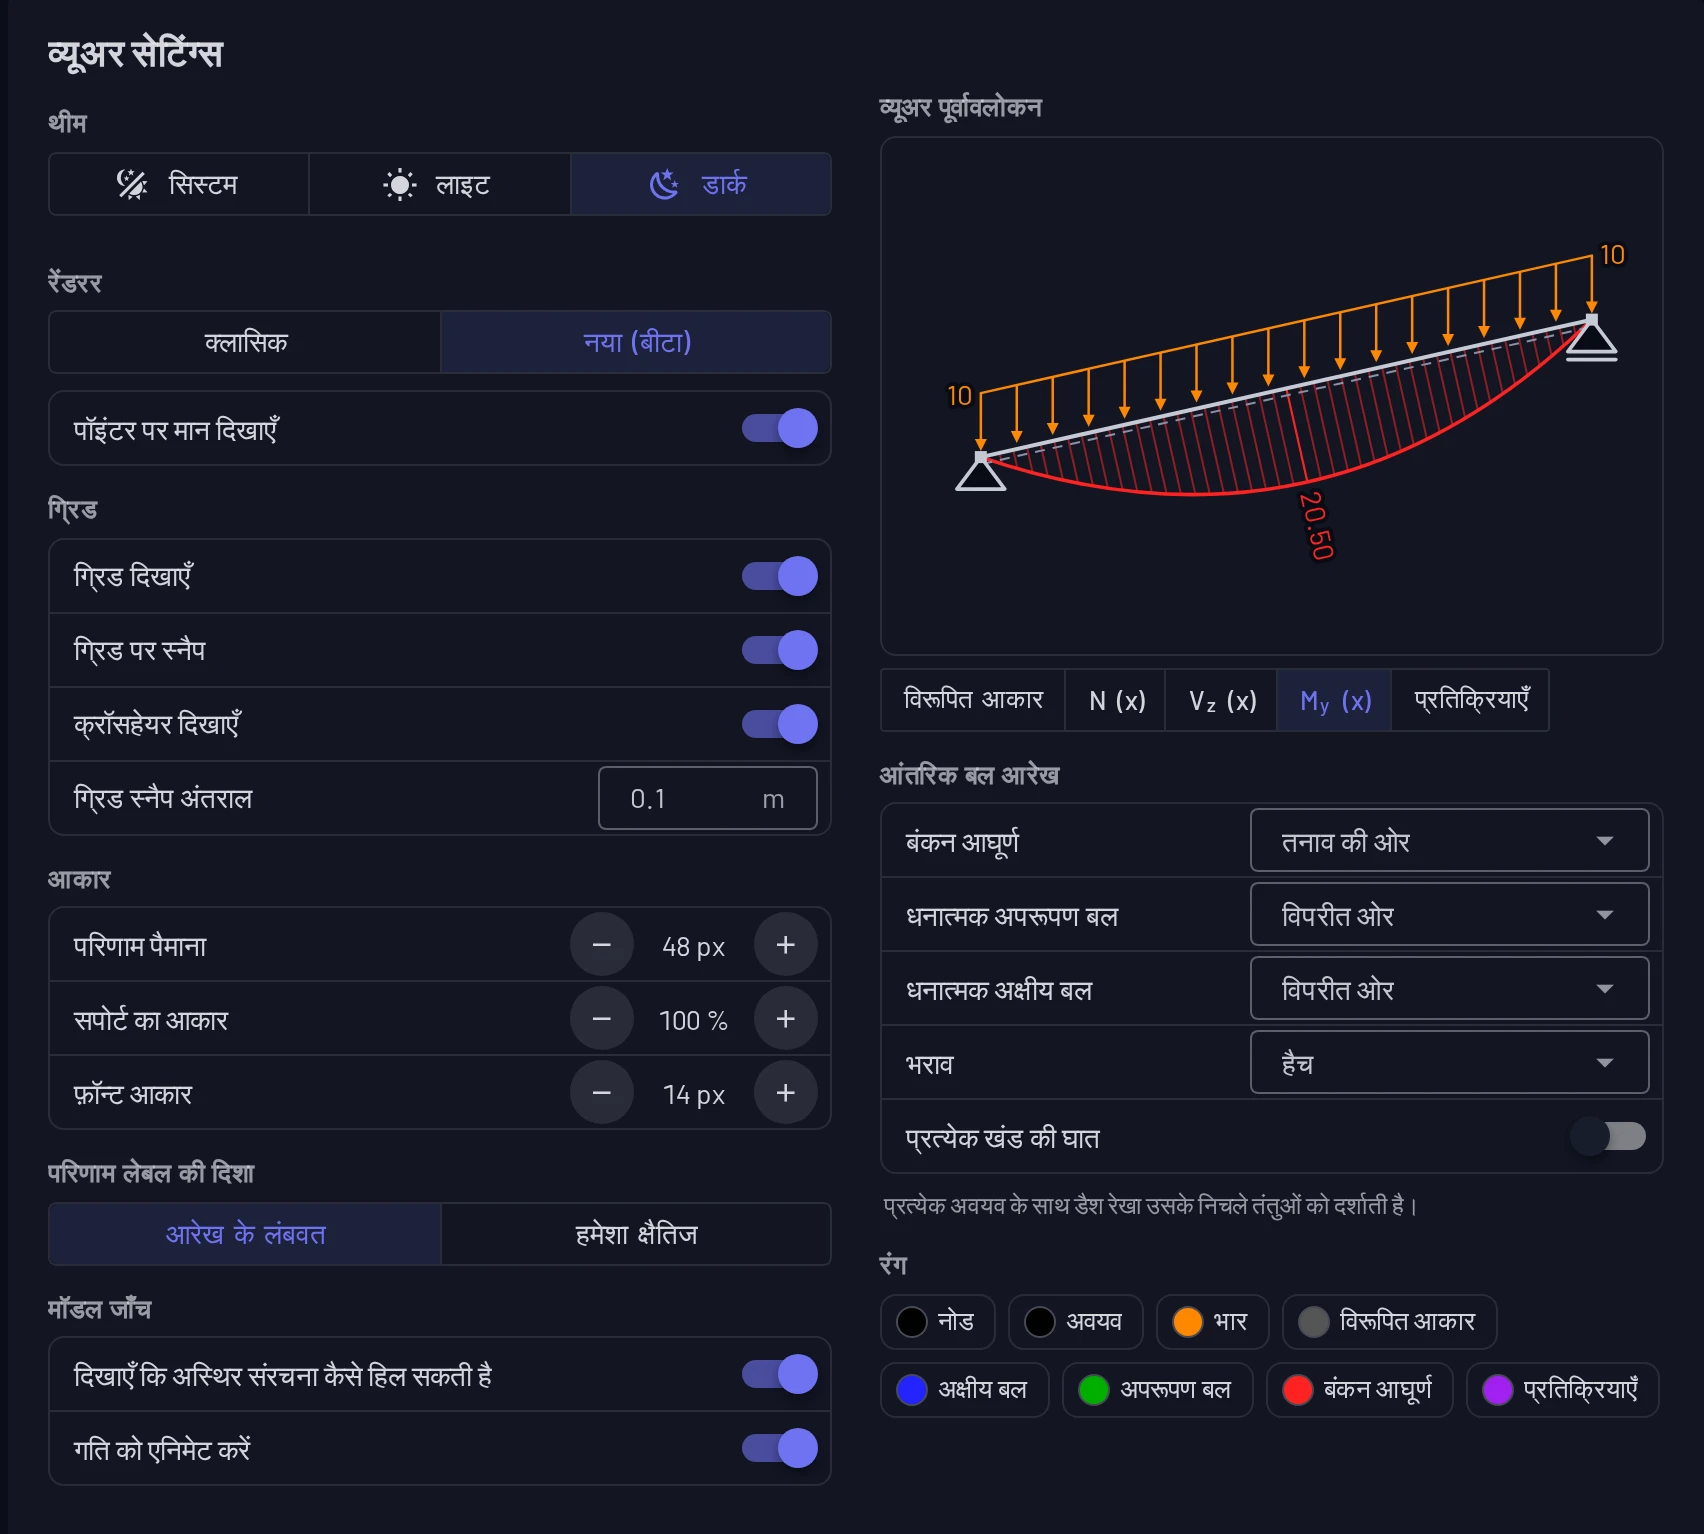 व्यूअर सेटिंग्स
थीम
सिस्टम
लाइट
डार्क
रेंडरर
क्लासिक
नया (बीटा)
पॉइंटर पर मान दिखाएँ
ग्रिड
ग्रिड दिखाएँ
ग्रिड पर स्नैप
क्रॉसहेयर दिखाएँ
ग्रिड स्नैप अंतराल
0.1 m
आकार
परिणाम पैमाना
− 48 px +
सपोर्ट का आकार
− 100 % +
फ़ॉन्ट आकार
− 14 px +
परिणाम लेबल की दिशा
आरेख के लंबवत
हमेशा क्षैतिज
मॉडल जाँच
दिखाएँ कि अस्थिर संरचना कैसे हिल सकती है
गति को एनिमेट करें
व्यूअर पूर्वावलोकन
10
10
20.50
विरूपित आकार
N (x)
Vz (x)
My (x)
प्रतिक्रियाएँ
आंतरिक बल आरेख
बंकन आघूर्ण
तनाव की ओर
धनात्मक अपरूपण बल
विपरीत ओर
धनात्मक अक्षीय बल
विपरीत ओर
भराव
हैच
प्रत्येक खंड की घात
प्रत्येक अवयव के साथ डैश रेखा उसके निचले तंतुओं को दर्शाती है।
रंग
नोड
अवयव
भार
विरूपित आकार
अक्षीय बल
अपरूपण बल
बंकन आघूर्ण
प्रतिक्रियाएँ